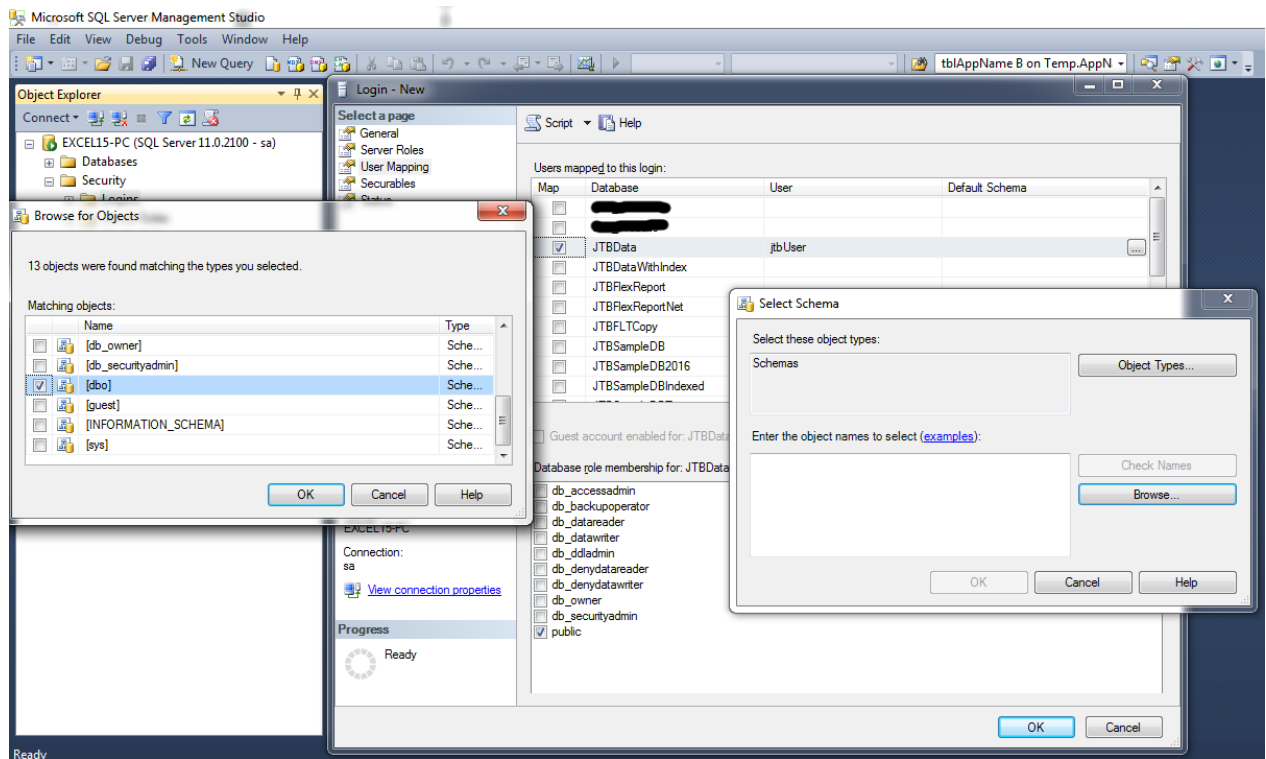 Microsoft SQL Server Management Studio
File Edit View Debug Tools Window Help
New Query
tblAppName B on Temp.AppN
Object Explorer
Connect
EXCEL15-PC (SQL Server 11.0.2100 - sa)
Databases
Security
Logins
Login - New
Select a page
General
Server Roles
User Mapping
Securables
Status
Script Help
Users mapped to this login:
Map Database User Default Schema
JTBData jtbUser ...
JTBDataWithIndex
JTBFlexReport
JTBFlexReportNet
JTBFLTCopy
JTBSampleDB
JTBSampleDB2016
JTBSampleDBIndexed
Guest account enabled for: JTBData
Database role membership for: JTBData
db_accessadmin
db_backupoperator
db_datareader
db_datawriter
db_ddladmin
db_denydatareader
db_denydatawriter
db_owner
db_securityadmin
public
EXCEL15-PC
Connection:
sa
View connection properties
Progress
Ready
OK Cancel
Browse for Objects
13 objects were found matching the types you selected.
Matching objects:
Name Type
[db_owner] Sche...
[db_securityadmin] Sche...
[dbo] Sche...
[guest] Sche...
[INFORMATION_SCHEMA] Sche...
[sys] Sche...
OK Cancel Help
Select Schema
Select these object types:
Schemas
Object Types...
Enter the object names to select (examples):
Check Names
Browse...
OK Cancel Help
Ready